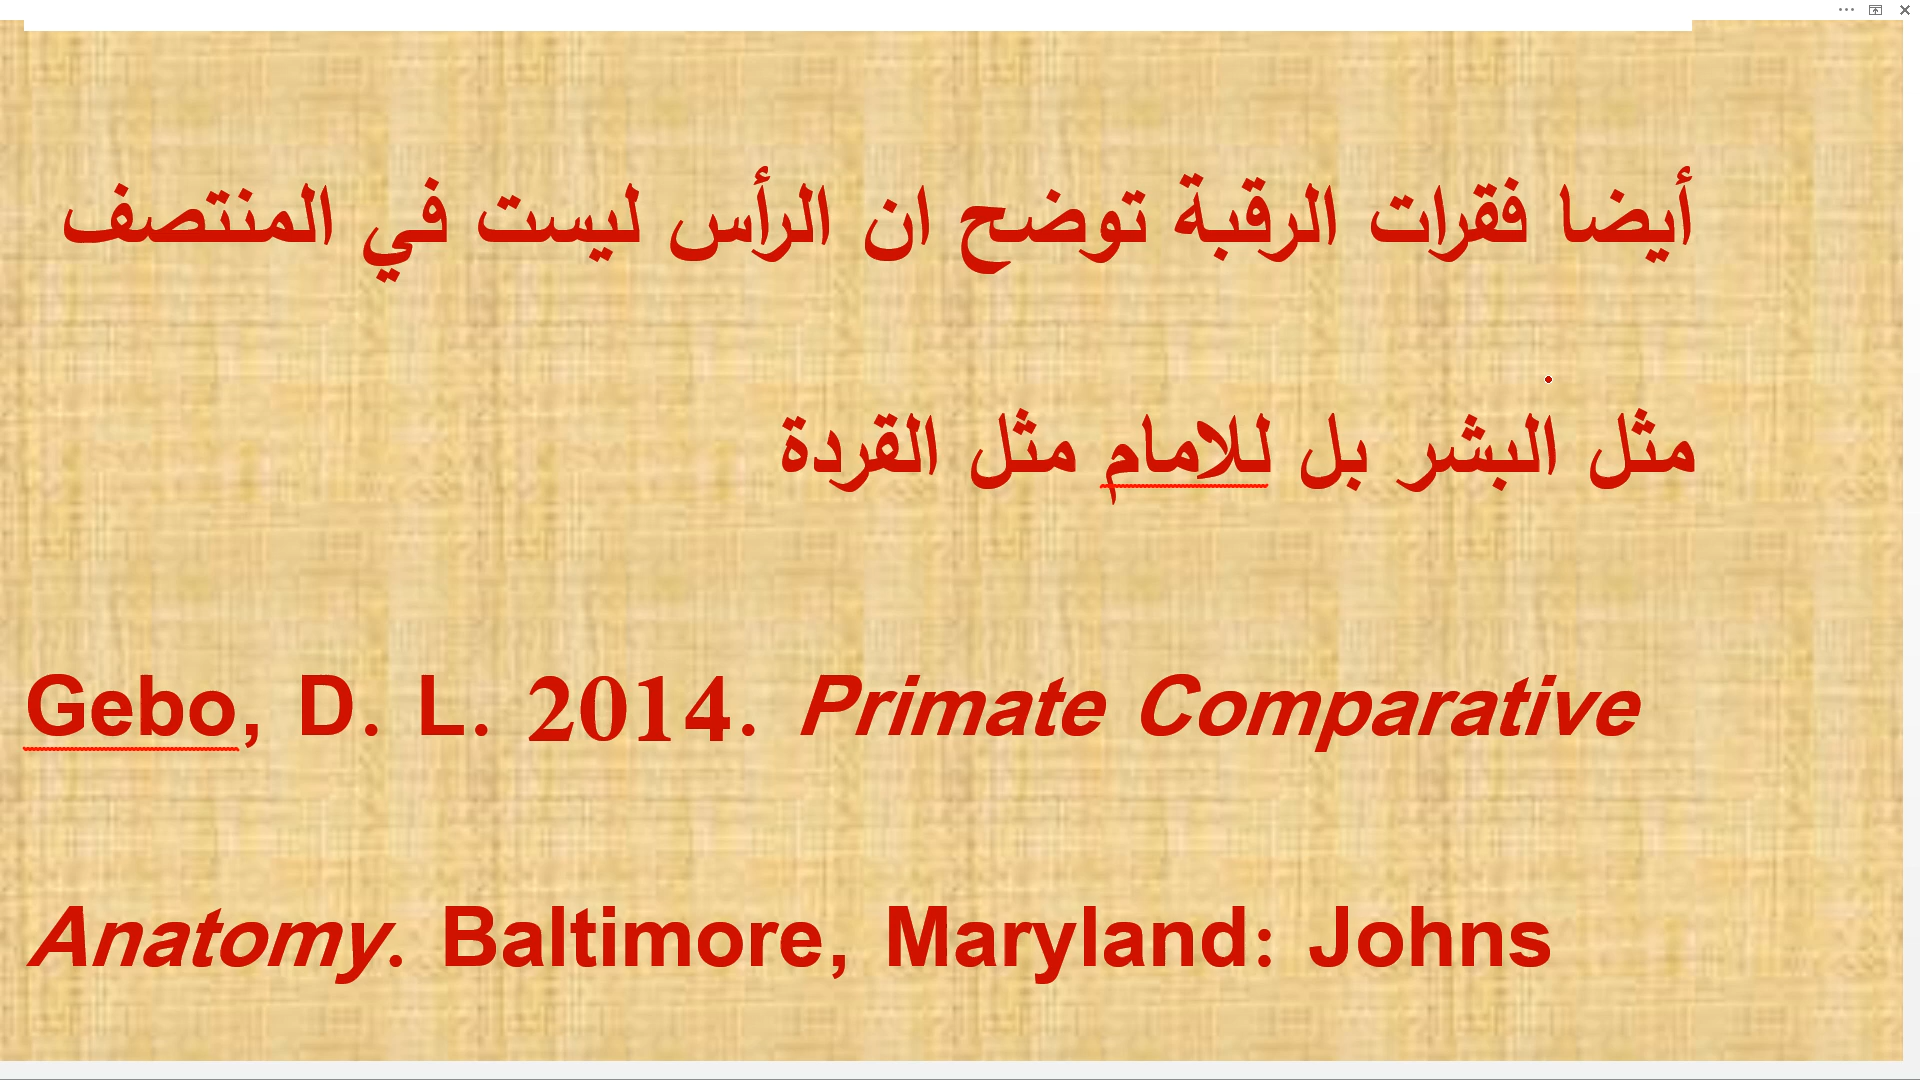 أيضا فقرات الرقبة توضح ان الرأس ليست في المنتصف
مثل البشر بل للامام مثل القردة
Gebo, D. L. 2014. Primate Comparative
Anatomy. Baltimore, Maryland: Johns